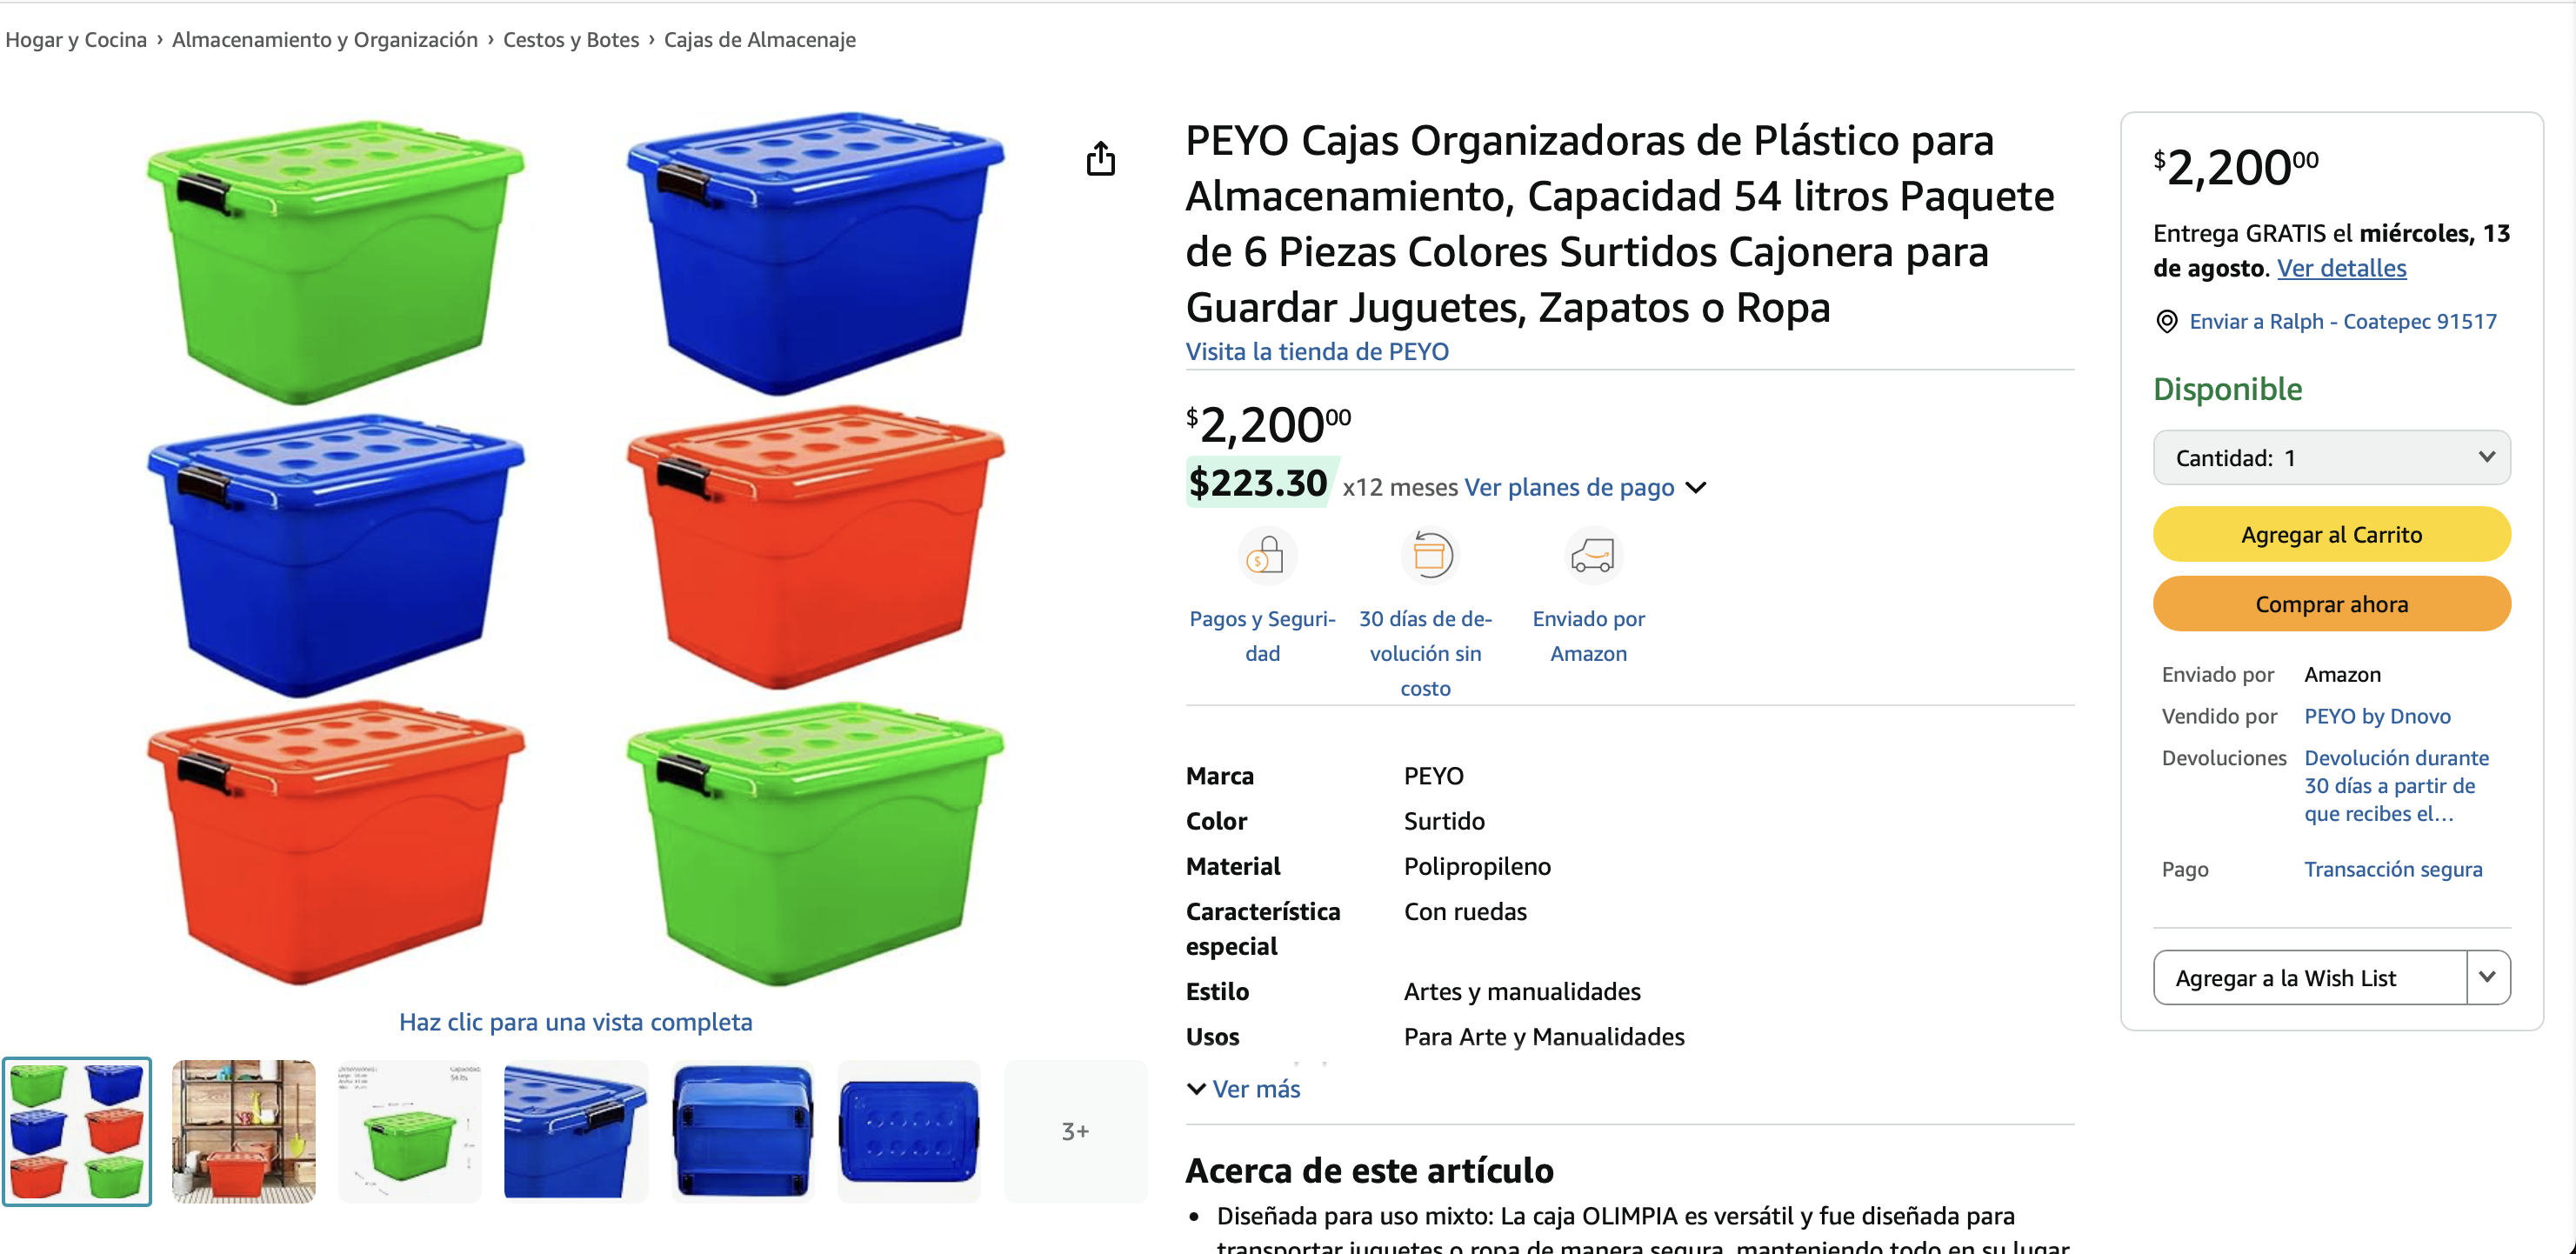 Hogar y Cocina › Almacenamiento y Organización › Cestos y Botes › Cajas de Almacenaje
PEYO Cajas Organizadoras de Plástico para
Almacenamiento, Capacidad 54 litros Paquete
de 6 Piezas Colores Surtidos Cajonera para
Guardar Juguetes, Zapatos o Ropa
Visita la tienda de PEYO
$2,20000
$223.30 x12 meses Ver planes de pago
Pagos y Seguri-
dad
30 días de de-
volución sin
costo
Enviado por
Amazon
Marca PEYO
Color Surtido
Material Polipropileno
Característica Con ruedas
especial
Estilo Artes y manualidades
Usos Para Arte y Manualidades
Ver más
Acerca de este artículo
• Diseñada para uso mixto: La caja OLIMPIA es versátil y fue diseñada para
transportar juguetes o ropa de manera segura, manteniendo todo en su lugar
Haz clic para una vista completa
3+
$2,20000
Entrega GRATIS el miércoles, 13
de agosto. Ver detalles
Enviar a Ralph - Coatepec 91517
Disponible
Cantidad: 1
Agregar al Carrito
Comprar ahora
Enviado por Amazon
Vendido por PEYO by Dnovo
Devoluciones Devolución durante
30 días a partir de
que recibes el...
Pago Transacción segura
Agregar a la Wish List